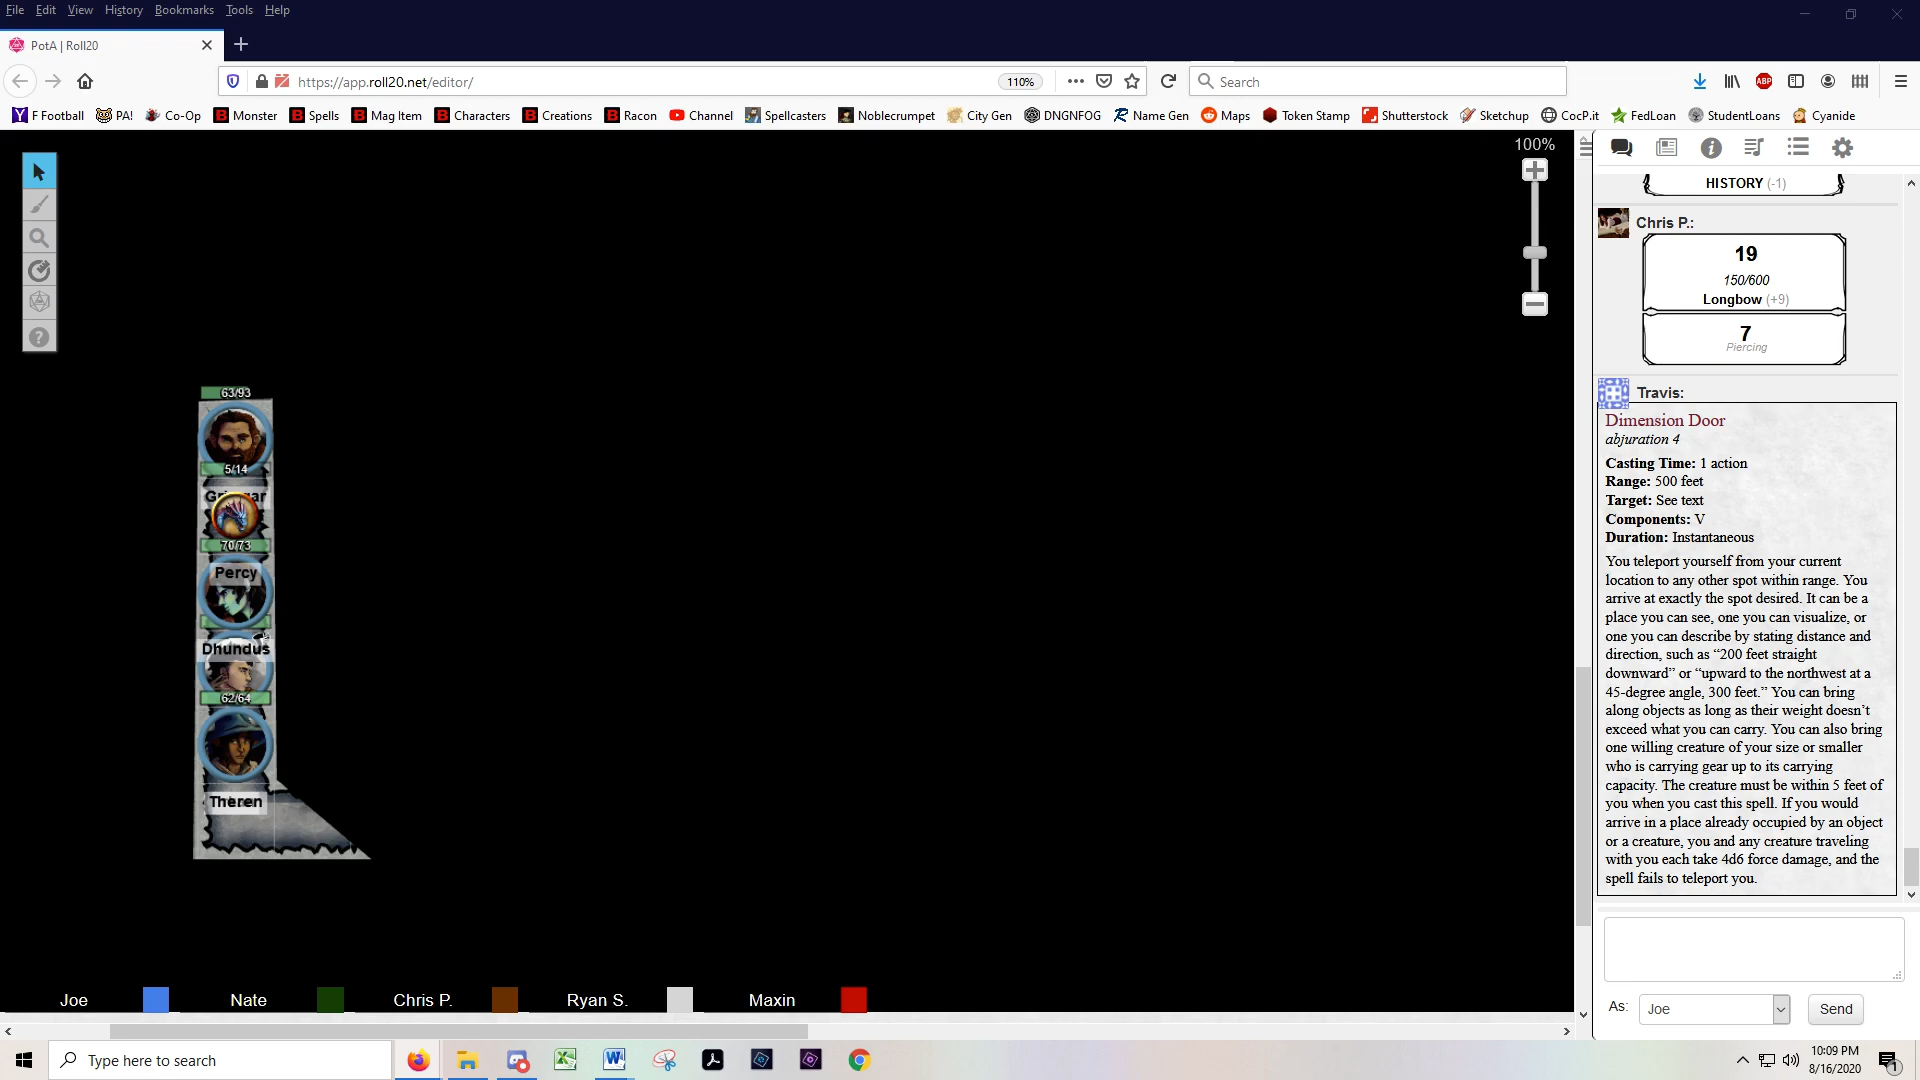 File Edit View History Bookmarks Tools Help
PotA | Roll20
https://app.roll20.net/editor/
110%
Search
F Football PA! Co-Op Monster Spells Mag Item Characters Creations Racon Channel Spellcasters Noblecrumpet City Gen DNGNFOG Name Gen Maps Token Stamp Shutterstock Sketchup CocP.it FedLoan StudentLoans Cyanide
100%
63/93
5/14
70/73
Percy
Dhundus
62/64
Theren
HISTORY (-1)
Chris P.:
19
150/600
Longbow (+9)
7
Piercing
Travis:
Dimension Door
abjuration 4
Casting Time: 1 action
Range: 500 feet
Target: See text
Components: V
Duration: Instantaneous
You teleport yourself from your current
location to any other spot within range. You
arrive at exactly the spot desired. It can be a
place you can see, one you can visualize, or
one you can describe by stating distance and
direction, such as “200 feet straight
downward” or “upward to the northwest at a
45-degree angle, 300 feet.” You can bring
along objects as long as their weight doesn’t
exceed what you can carry. You can also bring
one willing creature of your size or smaller
who is carrying gear up to its carrying
capacity. The creature must be within 5 feet of
you when you cast this spell. If you would
arrive in a place already occupied by an object
or a creature, you and any creature traveling
with you each take 4d6 force damage, and the
spell fails to teleport you.
As: Joe Send
Joe Nate Chris P. Ryan S. Maxin
Type here to search
10:09 PM
8/16/2020
1